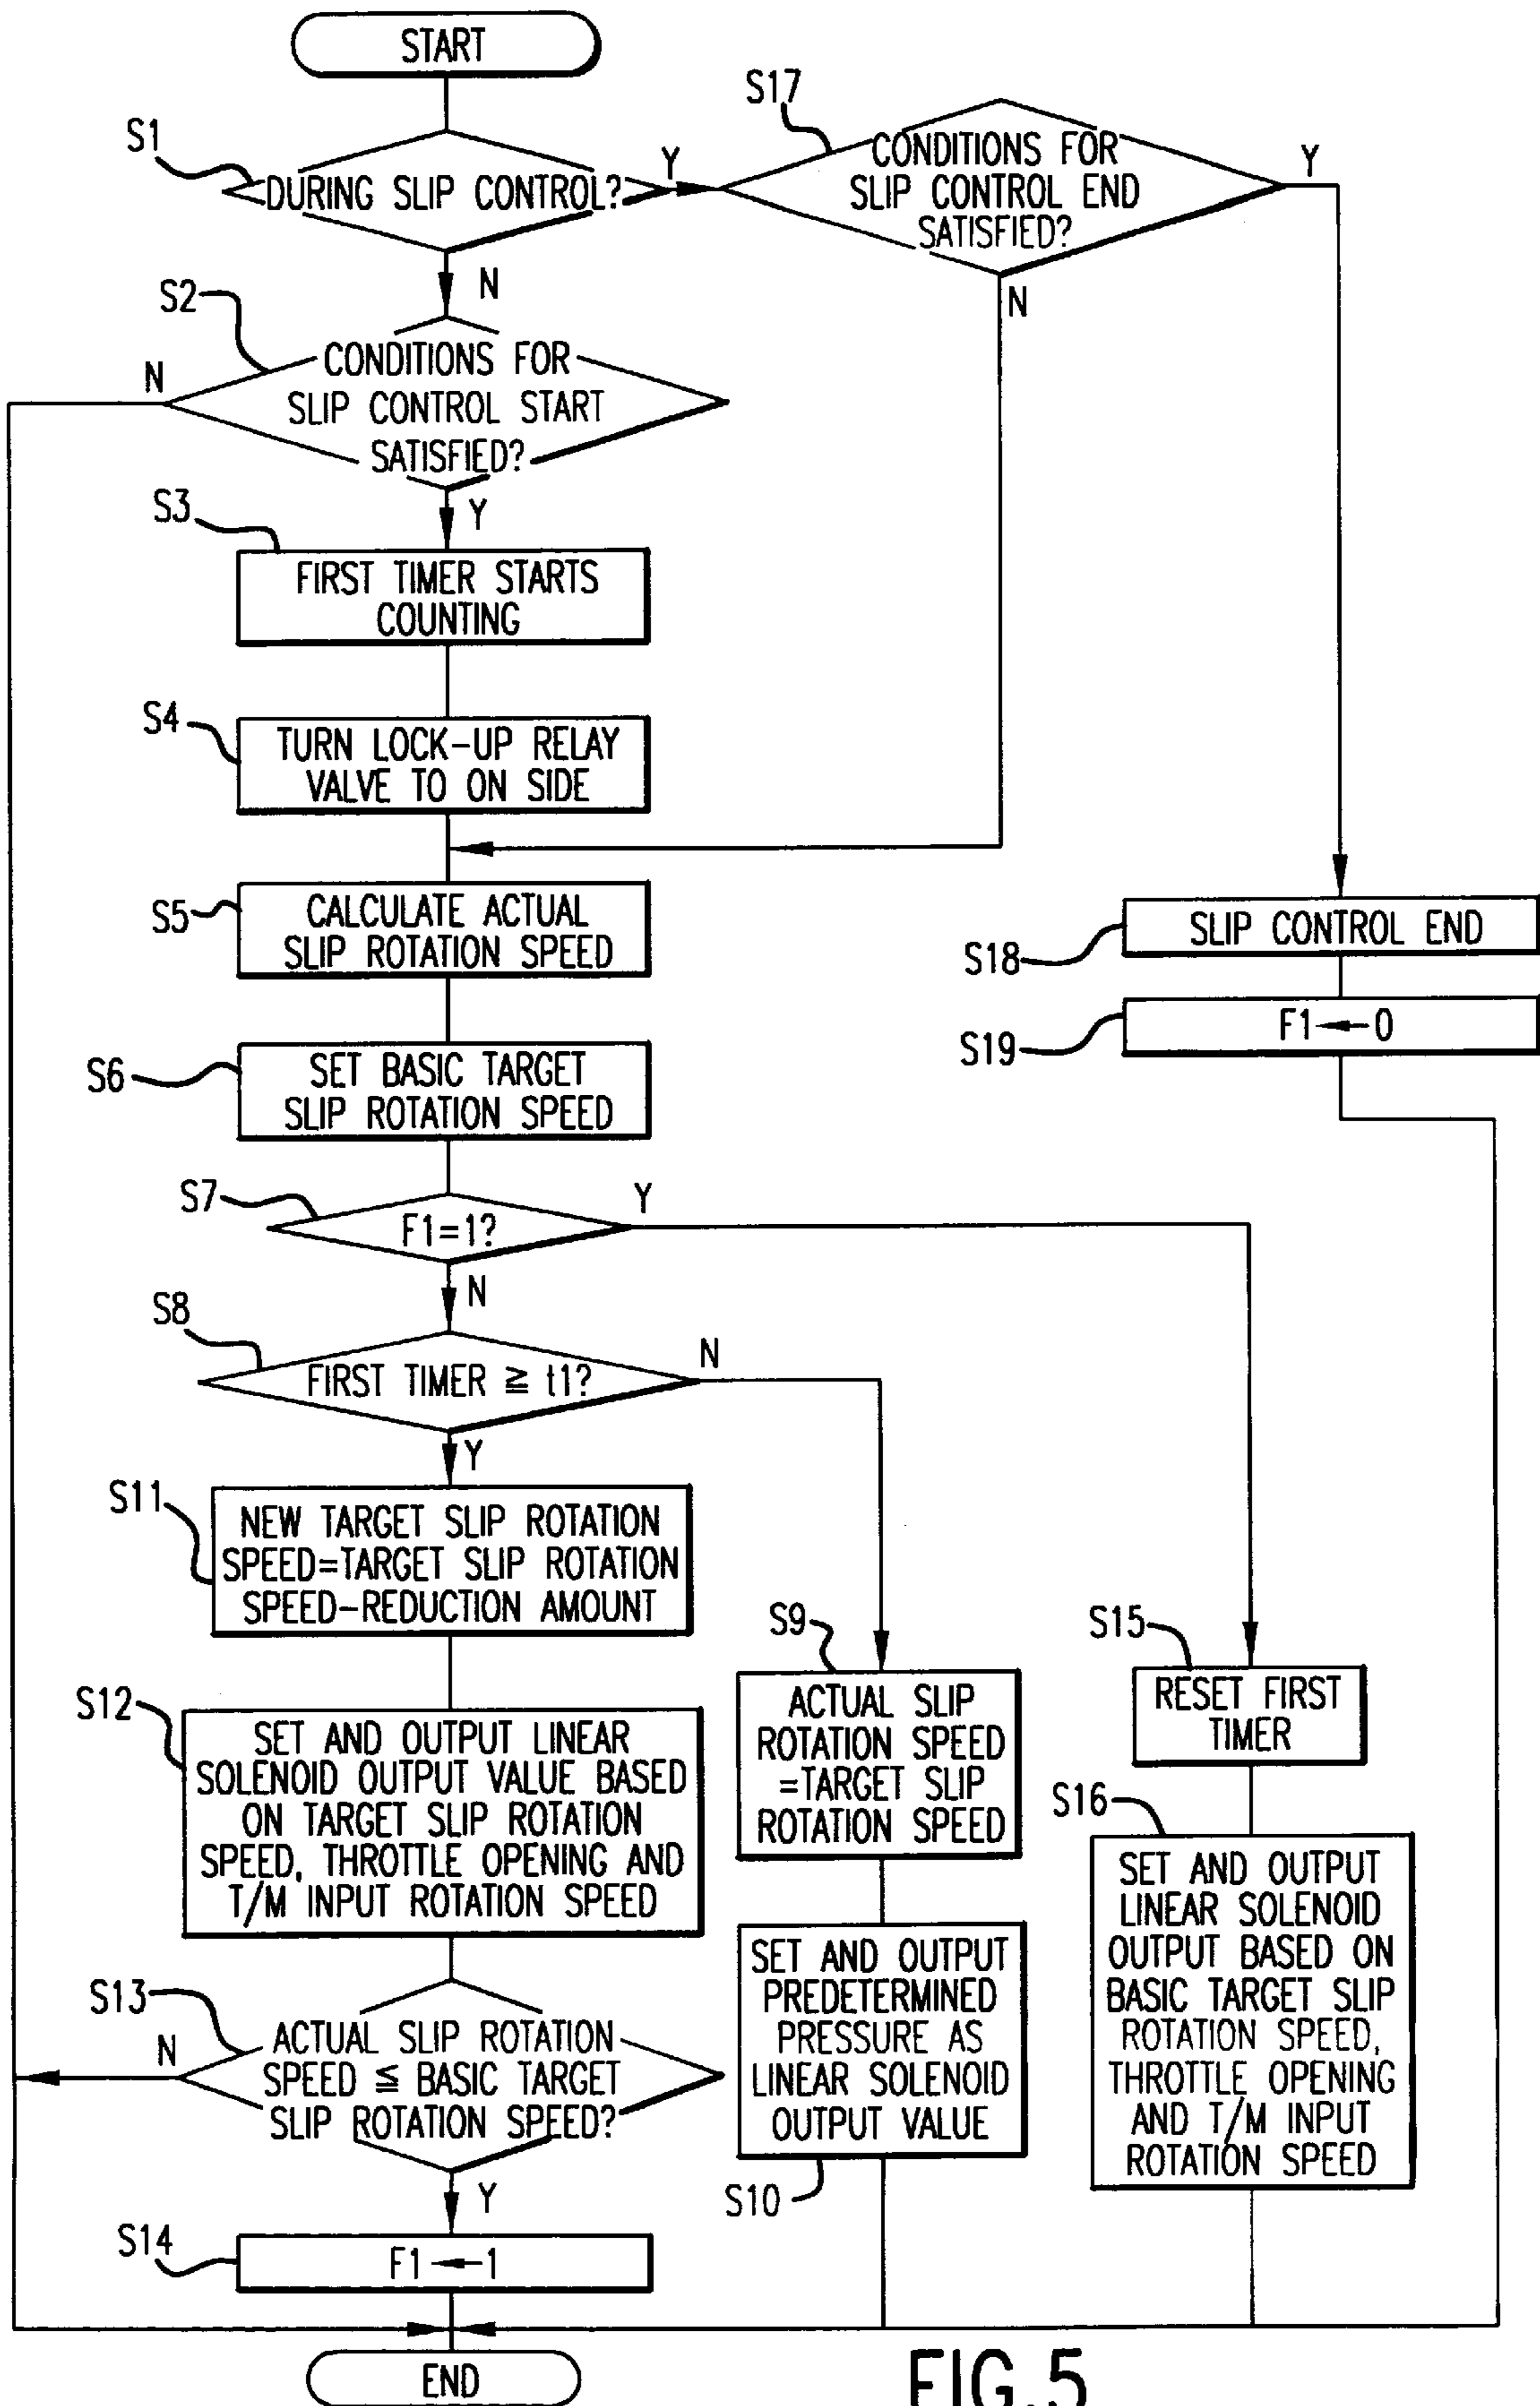 START
S1
DURING SLIP CONTROL?
Y
S17
CONDITIONS FOR
SLIP CONTROL END
SATISFIED?
Y
N
N
S2
CONDITIONS FOR
SLIP CONTROL START
SATISFIED?
N
Y
S3
FIRST TIMER STARTS
COUNTING
S4
TURN LOCK-UP RELAY
VALVE TO ON SIDE
S5
CALCULATE ACTUAL
SLIP ROTATION SPEED
S18
SLIP CONTROL END
S19
F1←0
S6
SET BASIC TARGET
SLIP ROTATION SPEED
S7
F1=1?
Y
N
S8
FIRST TIMER ≧ t1?
N
Y
S11
NEW TARGET SLIP ROTATION
SPEED=TARGET SLIP ROTATION
SPEED-REDUCTION AMOUNT
S9
ACTUAL SLIP
ROTATION SPEED
=TARGET SLIP
ROTATION SPEED
S15
RESET FIRST
TIMER
S12
SET AND OUTPUT LINEAR
SOLENOID OUTPUT VALUE BASED
ON TARGET SLIP ROTATION
SPEED, THROTTLE OPENING AND
T/M INPUT ROTATION SPEED
S16
SET AND OUTPUT
LINEAR SOLENOID
OUTPUT BASED ON
BASIC TARGET SLIP
ROTATION SPEED,
THROTTLE OPENING
AND T/M INPUT
ROTATION SPEED
SET AND OUTPUT
PREDETERMINED
PRESSURE AS
LINEAR SOLENOID
OUTPUT VALUE
S10
S13
ACTUAL SLIP ROTATION
SPEED ≦ BASIC TARGET
SLIP ROTATION SPEED?
N
Y
S14
F1←1
END
FIG.5